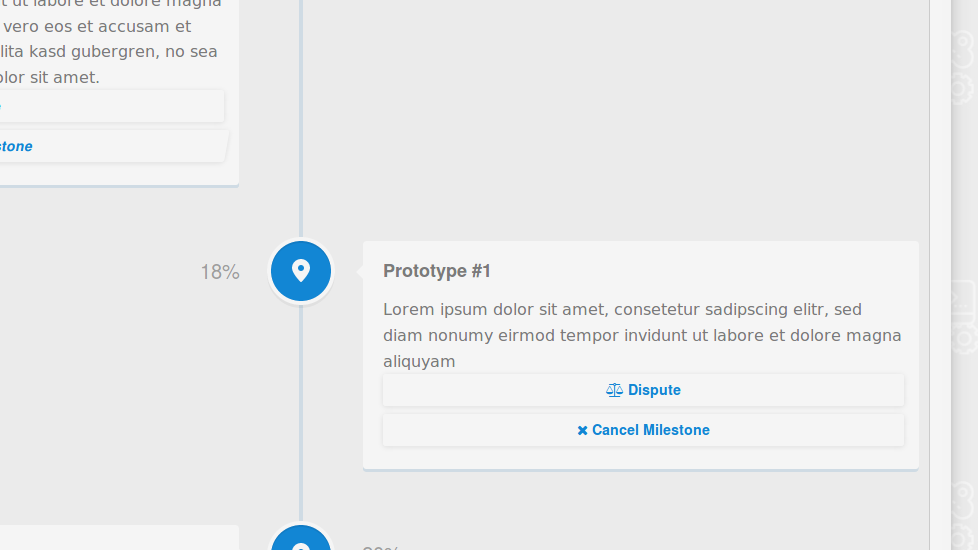 ut labore et dolore magna
vero eos et accusam et
lita kasd gubergren, no sea
olor sit amet.
stone
18%
Prototype #1
Lorem ipsum dolor sit amet, consetetur sadipscing elitr, sed
diam nonumy eirmod tempor invidunt ut labore et dolore magna
aliquyam
Dispute
Cancel Milestone